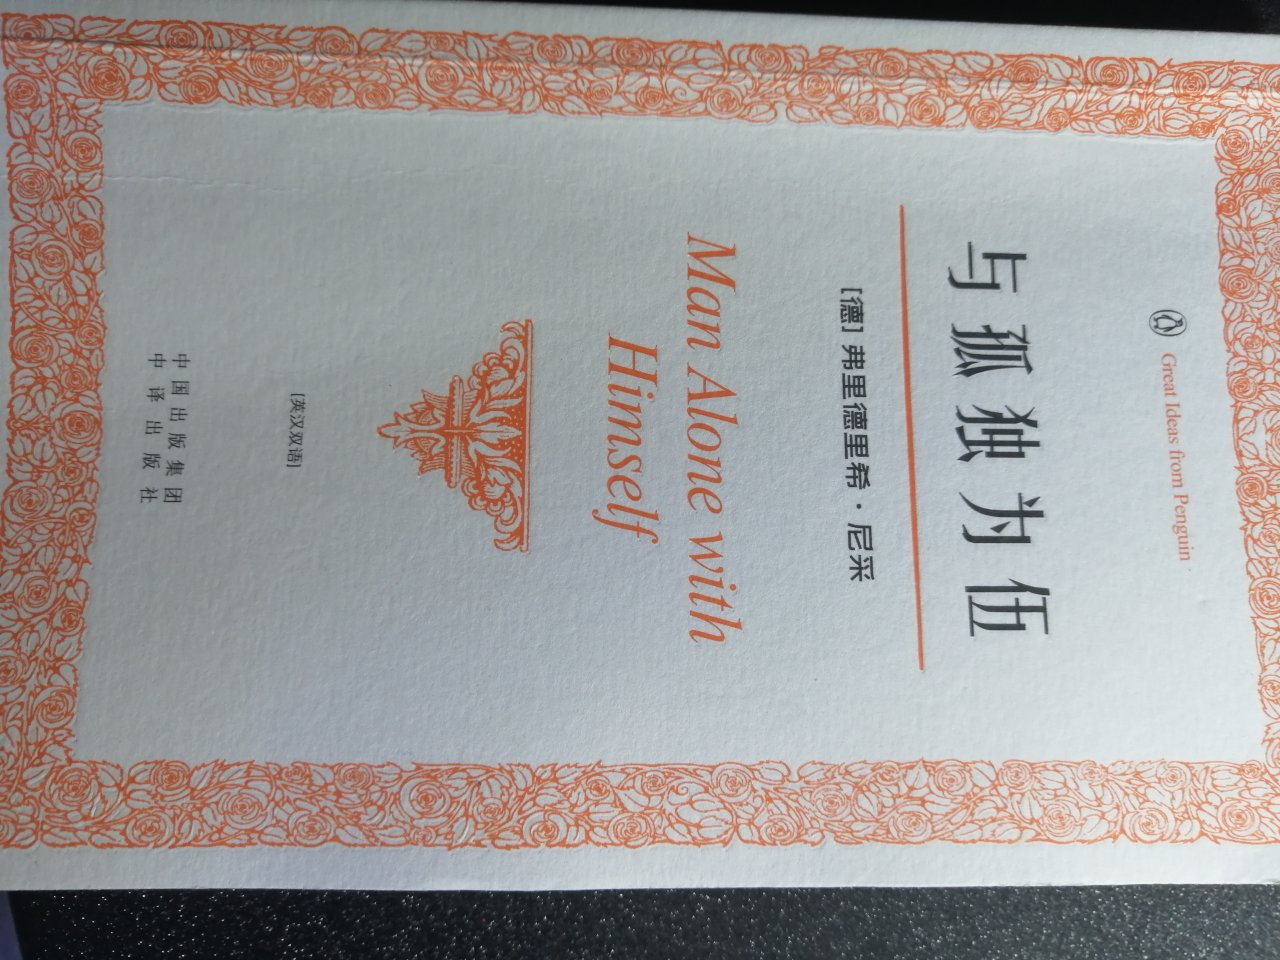 Great Ideas from Penguin
与孤独为伍
[德] 弗里德里希·尼采
Man Alone with
Himself
[英汉双语]
中国出版集团
中译出版社